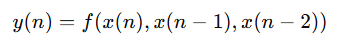 y(n) = f(x(n), x(n − 1), x(n − 2))